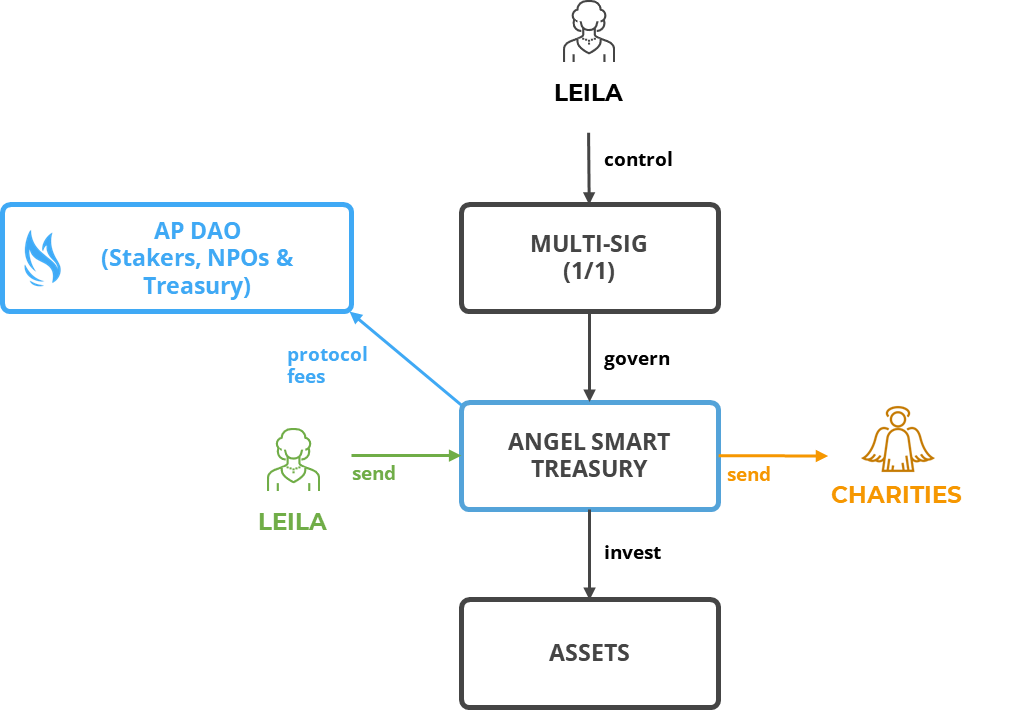 LEILA
control
AP DAO
(Stakers, NPOs &
Treasury)
MULTI-SIG
(1/1)
protocol
fees
govern
LEILA
send
ANGEL SMART
TREASURY
send
CHARITIES
invest
ASSETS